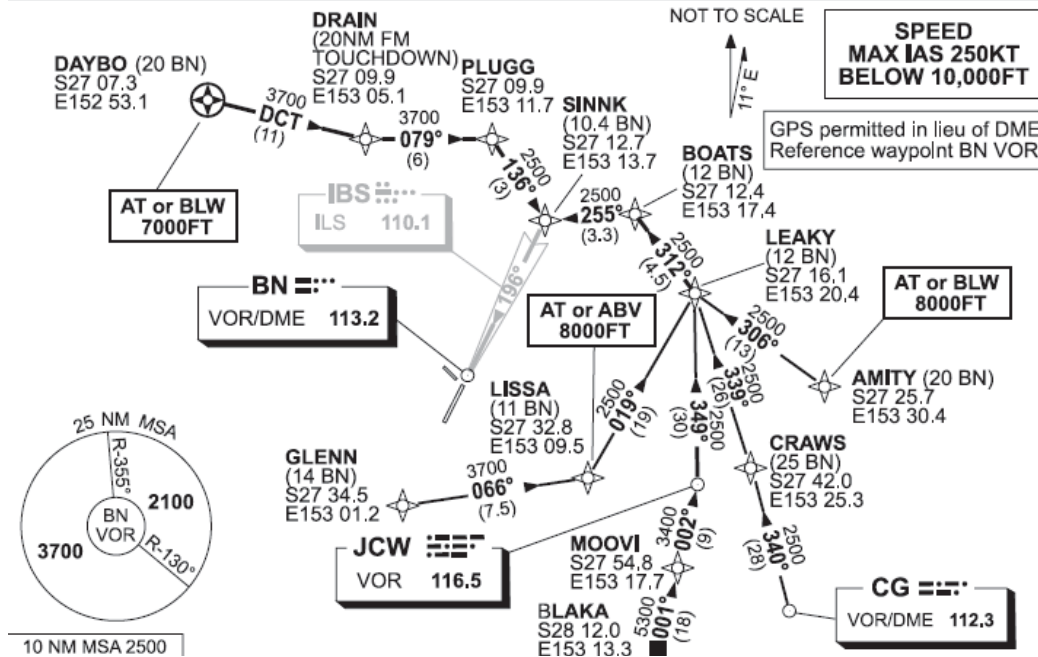 NOT TO SCALE
11° E
SPEED
MAX IAS 250KT
BELOW 10,000FT
GPS permitted in lieu of DME
Reference waypoint BN VOR
DAYBO (20 BN)
S27 07.3
E152 53.1
AT or BLW
7000FT
3700
DCT
(11)
DRAIN
(20NM FM
TOUCHDOWN)
S27 09.9
E153 05.1
3700
079°
(6)
PLUGG
S27 09.9
E153 11.7
2500
136°
(3)
SINNK
(10.4 BN)
S27 12.7
E153 13.7
2500
255°
(3.3)
BOATS
(12 BN)
S27 12.4
E153 17.4
2500
312°
(4.5)
LEAKY
(12 BN)
S27 16.1
E153 20.4
IBS
ILS 110.1
196°
BN
VOR/DME 113.2
AT or ABV
8000FT
AT or BLW
8000FT
2500
306°
(13)
AMITY (20 BN)
S27 25.7
E153 30.4
LISSA
(11 BN)
S27 32.8
E153 09.5
2500
019°
(19)
2500
349°
(30)
2500
339°
(26)
CRAWS
(25 BN)
S27 42.0
E153 25.3
GLENN
(14 BN)
S27 34.5
E153 01.2
3700
066°
(7.5)
JCW
VOR 116.5
3400
002°
(9)
MOOVI
S27 54.8
E153 17.7
BLAKA
S28 12.0
E153 13.3
5300
001°
(18)
2500
340°
(28)
CG
VOR/DME 112.3
25 NM MSA
R-355°
2100
BN
VOR
3700
R-130°
10 NM MSA 2500